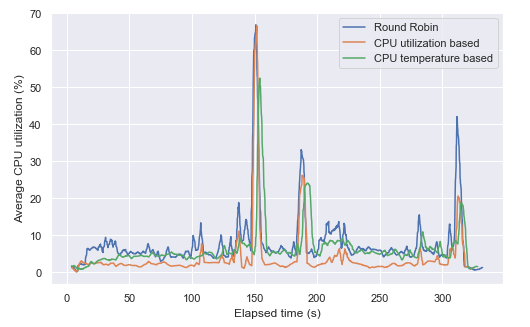 Round Robin
CPU utilization based
CPU temperature based
Average CPU utilization (%)
70
60
50
40
30
20
10
0
0 50 100 150 200 250 300
Elapsed time (s)